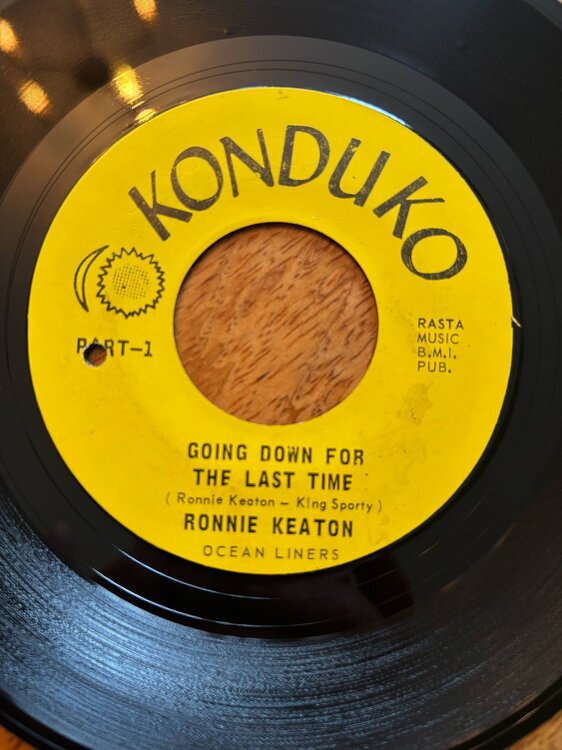 KONDUKO
PART-1
RASTA
MUSIC
B.M.I.
PUB.
GOING DOWN FOR
THE LAST TIME
( Ronnie Keaton - King Sporty )
RONNIE KEATON
OCEAN LINERS